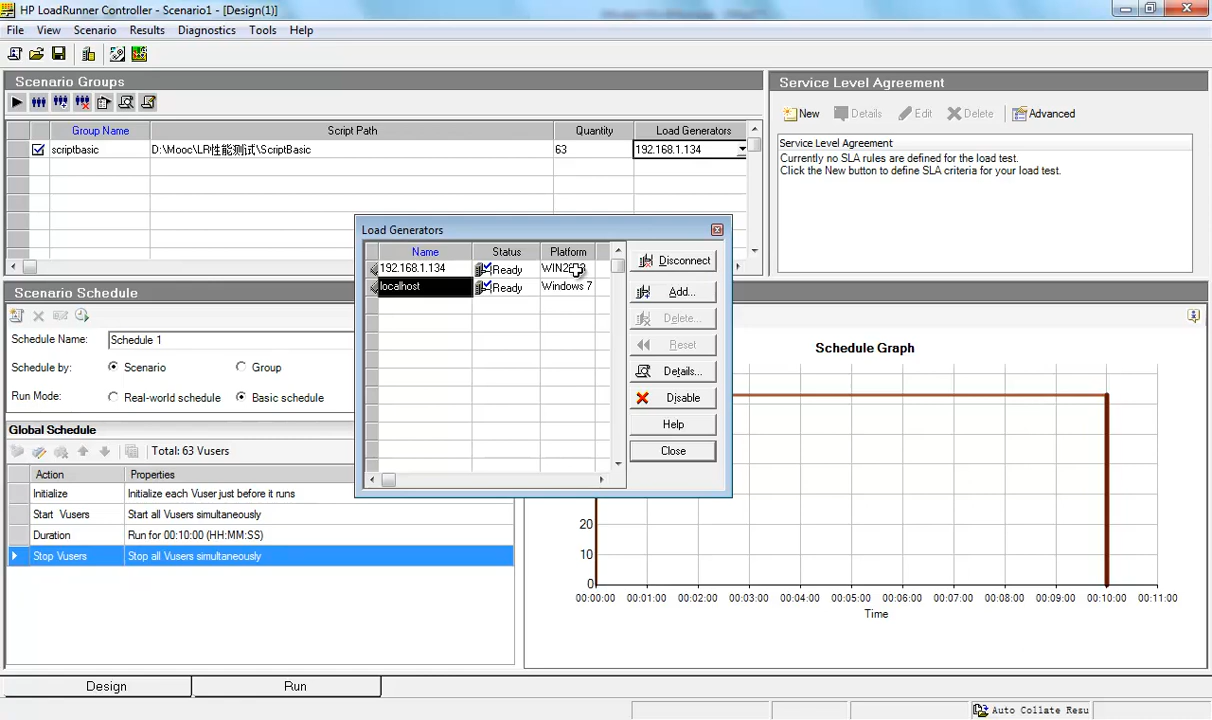 HP LoadRunner Controller - Scenario1 - [Design(1)]
File View Scenario Results Diagnostics Tools Help
Scenario Groups
Group Name Script Path Quantity Load Generators
scriptbasic D:\Mooc\LR性能测试\ScriptBasic 63 192.168.1.134
Service Level Agreement
New Details Edit Delete Advanced
Service Level Agreement
Currently no SLA rules are defined for the load test.
Click the New button to define SLA criteria for your load test.
Load Generators
Name Status Platform
192.168.1.134 Ready
localhost Ready Windows 7
Disconnect
Add...
Delete...
Reset
Details...
Disable
Help
Close
Scenario Schedule
Schedule Name: Schedule 1
Schedule by: Scenario Group
Run Mode: Real-world schedule Basic schedule
Global Schedule
Total: 63 Vusers
Action Properties
Initialize Initialize each Vuser just before it runs
Start Vusers Start all Vusers simultaneously
Duration Run for 00:10:00 (HH:MM:SS)
Stop Vusers Stop all Vusers simultaneously
Schedule Graph
20
10
0
00:00:00 00:01:00 00:02:00 00:03:00 00:04:00 00:05:00 00:06:00 00:07:00 00:08:00 00:09:00 00:10:00 00:11:00
Time
Design Run
Auto Collate Resu